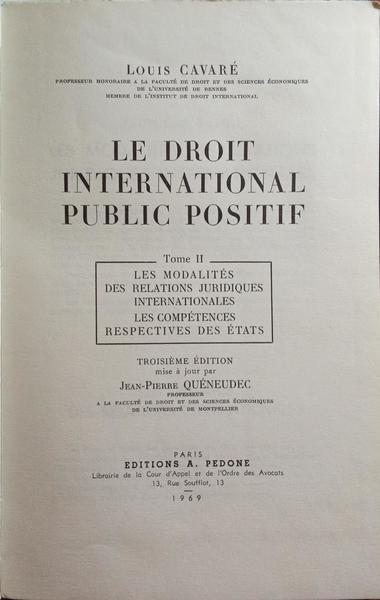 Louis CAVARÉ
PROFESSEUR HONORAIRE A LA FACULTÉ DE DROIT ET DES SCIENCES ÉCONOMIQUES
DE L'UNIVERSITÉ DE RENNES
MEMBRE DE L'INSTITUT DE DROIT INTERNATIONAL
LE DROIT
INTERNATIONAL
PUBLIC POSITIF
Tome II
LES MODALITÉS
DES RELATIONS JURIDIQUES
INTERNATIONALES
LES COMPÉTENCES
RESPECTIVES DES ÉTATS
TROISIÈME ÉDITION
mise à jour par
Jean-Pierre QUÉNEUDEC
PROFESSEUR
A LA FACULTÉ DE DROIT ET DES SCIENCES ÉCONOMIQUES
DE L'UNIVERSITÉ DE MONTPELLIER
PARIS
EDITIONS A. PEDONE
Librairie de la Cour d'Appel et de l'Ordre des Avocats
13, Rue Soufflot, 13
1969